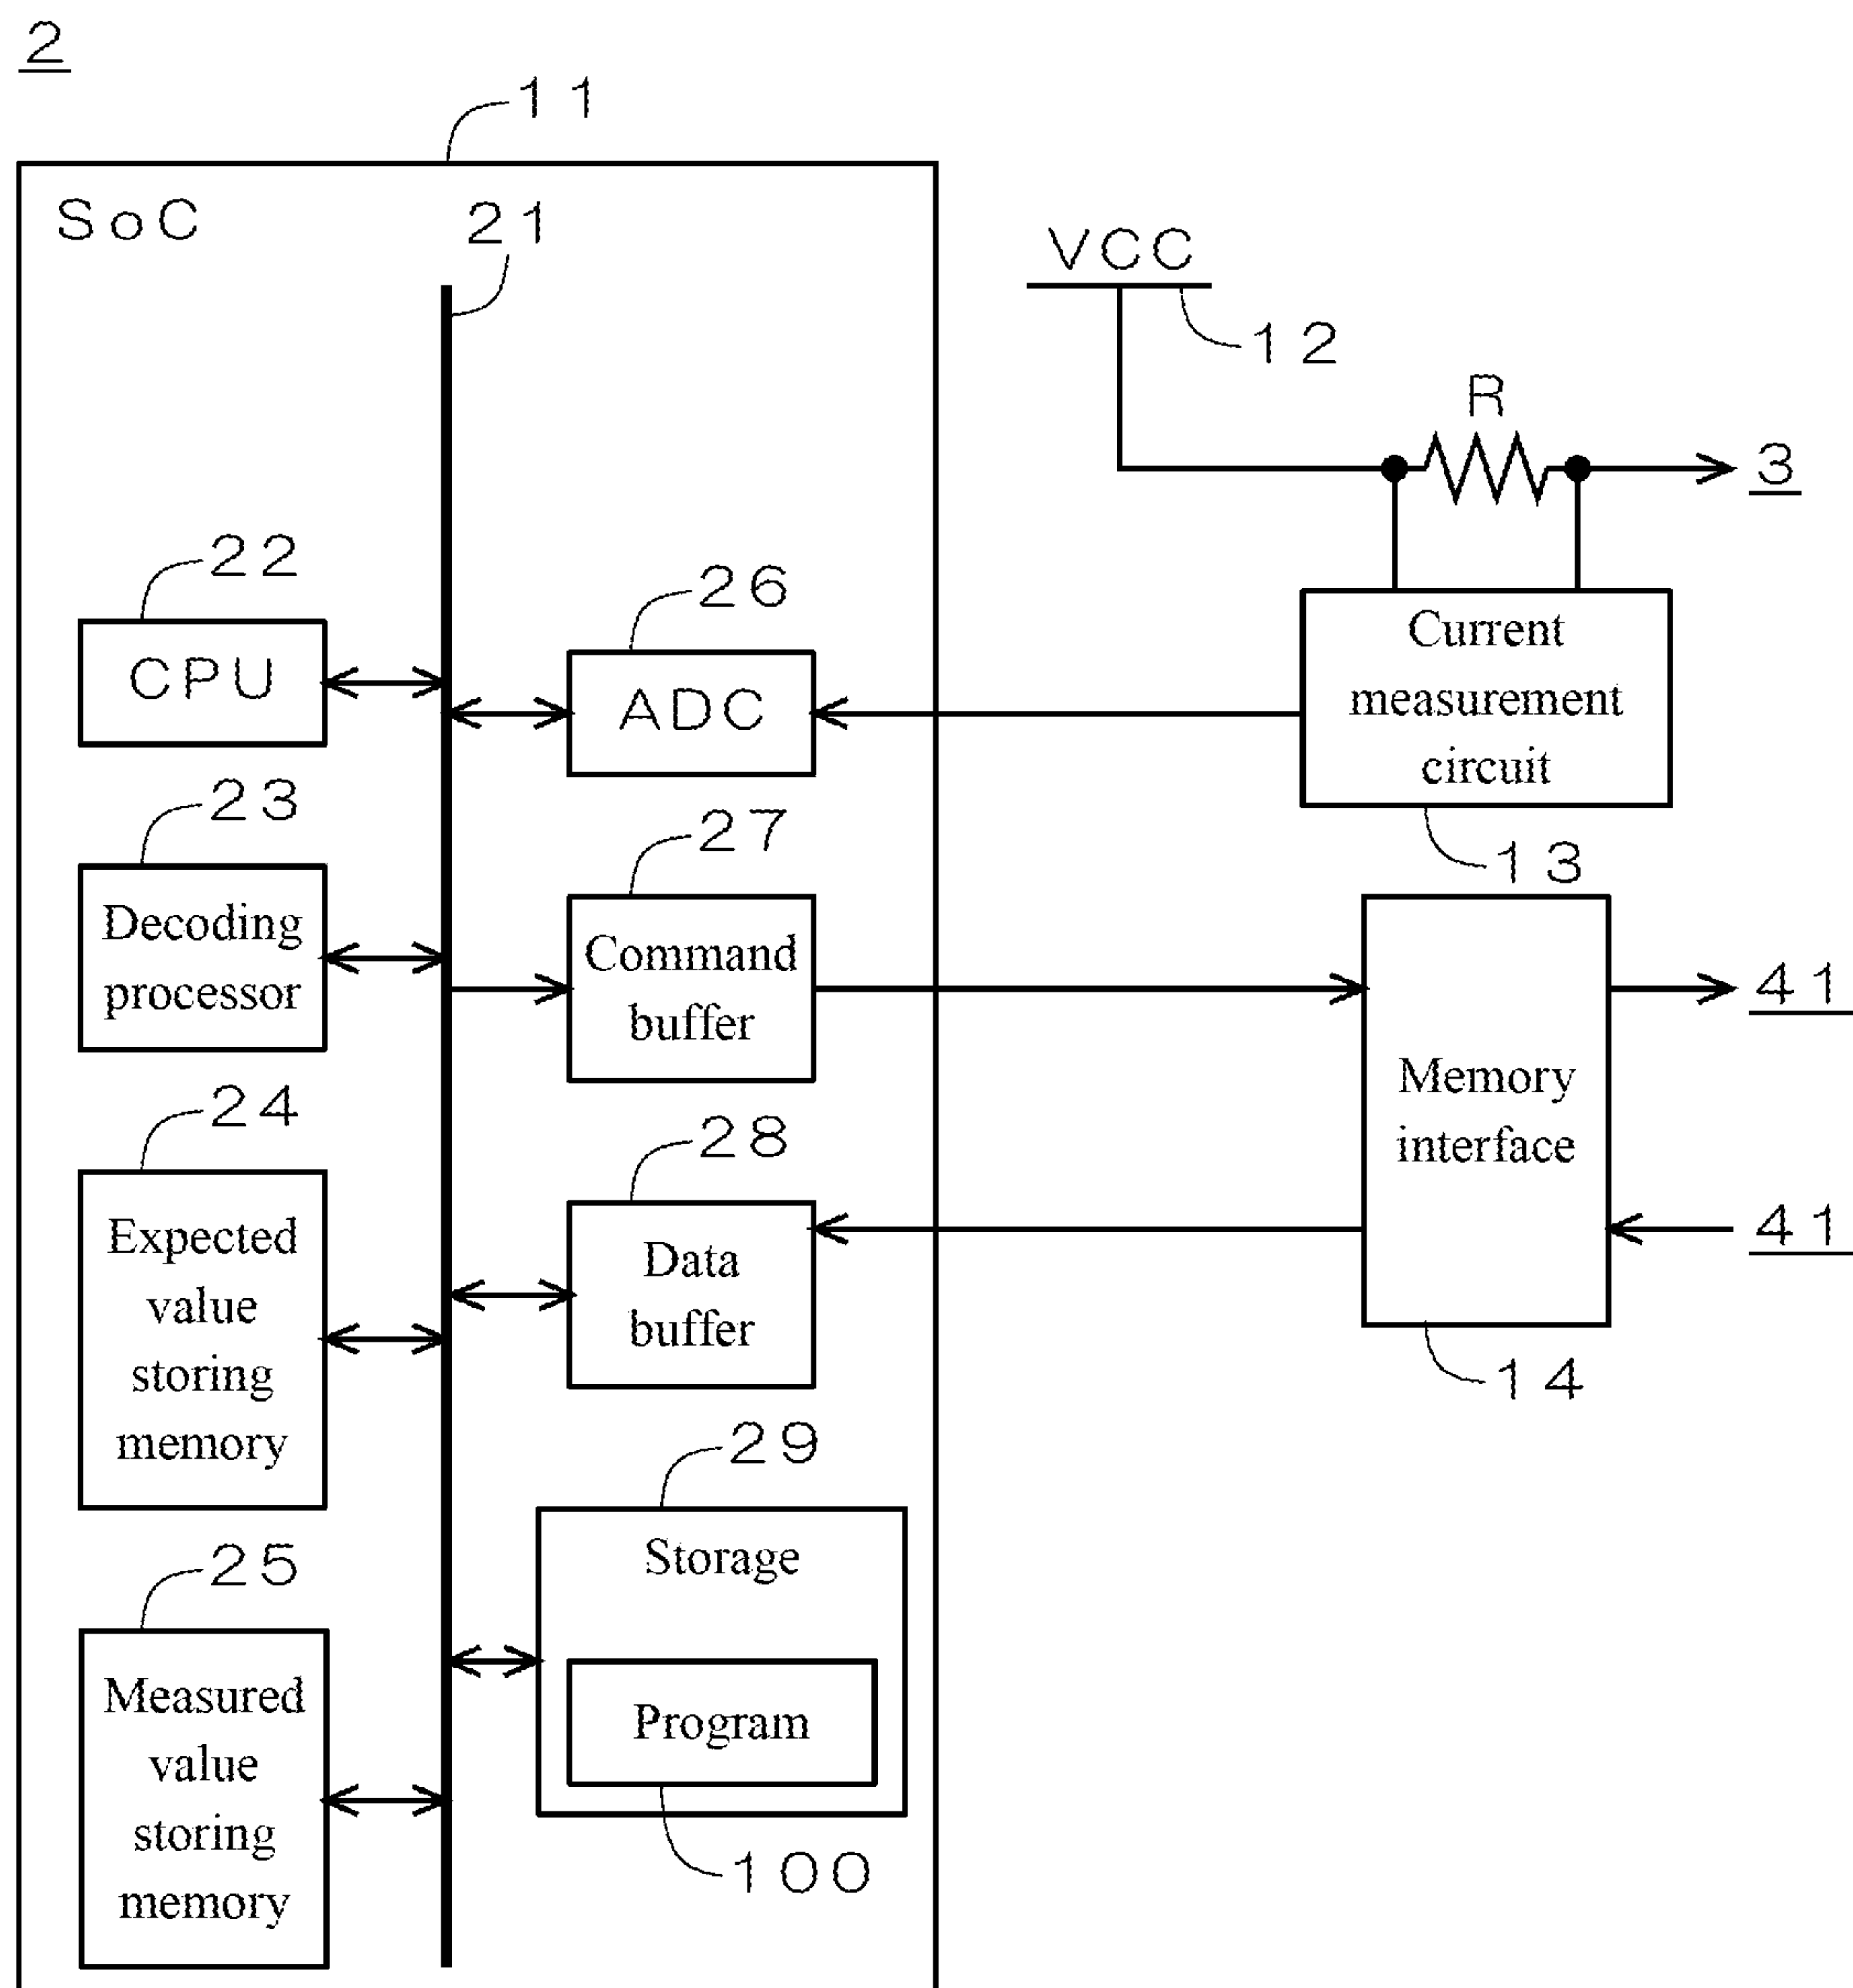 2
11
SoC
21
VCC
12
R
3
22
CPU
26
ADC
Current
measurement
circuit
13
23
Decoding
processor
27
Command
buffer
41
Memory
interface
41
14
24
Expected
value
storing
memory
28
Data
buffer
29
Storage
Program
100
25
Measured
value
storing
memory